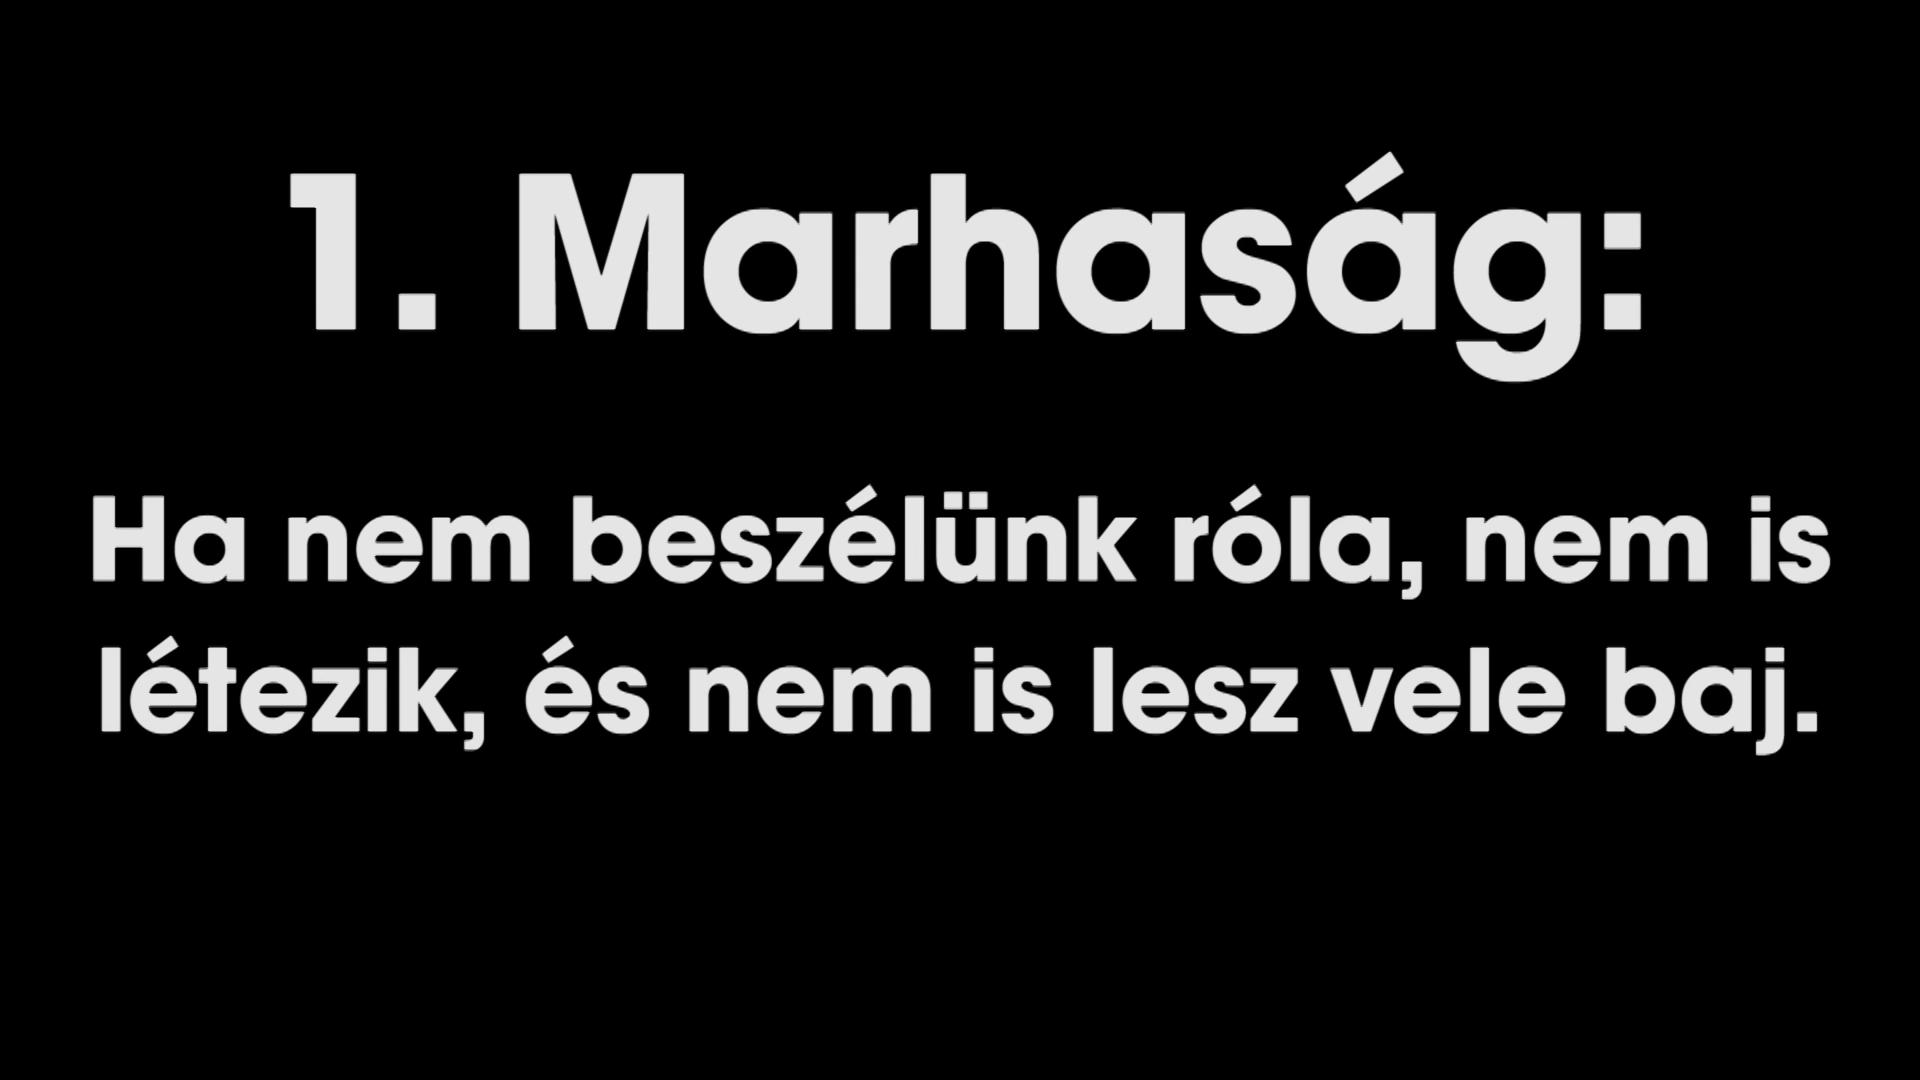 1. Marhaság:
Ha nem beszélünk róla, nem is
létezik, és nem is lesz vele baj.